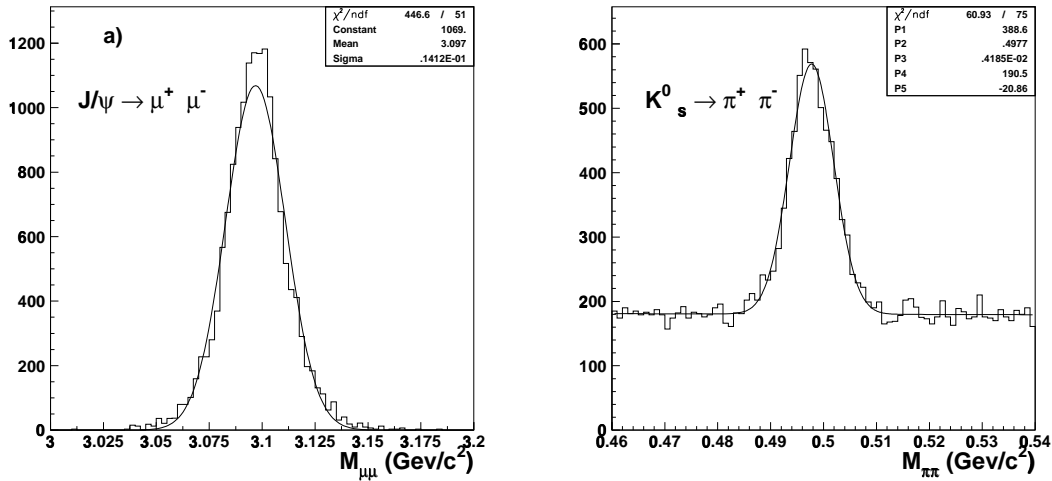 a)
χ²/ndf 446.6 / 51
Constant 1069.
Mean 3.097
Sigma .1412E-01
J/ψ → μ⁺ μ⁻
1200
1000
800
600
400
200
0
3 3.025 3.05 3.075 3.1 3.125 3.15 3.175 3.2
M_μμ (Gev/c²)
χ²/ndf 60.93 / 75
P1 388.6
P2 .4977
P3 .4185E-02
P4 190.5
P5 -20.86
K⁰_s → π⁺ π⁻
600
500
400
300
200
100
0
0.46 0.47 0.48 0.49 0.5 0.51 0.52 0.53 0.54
M_ππ (Gev/c²)